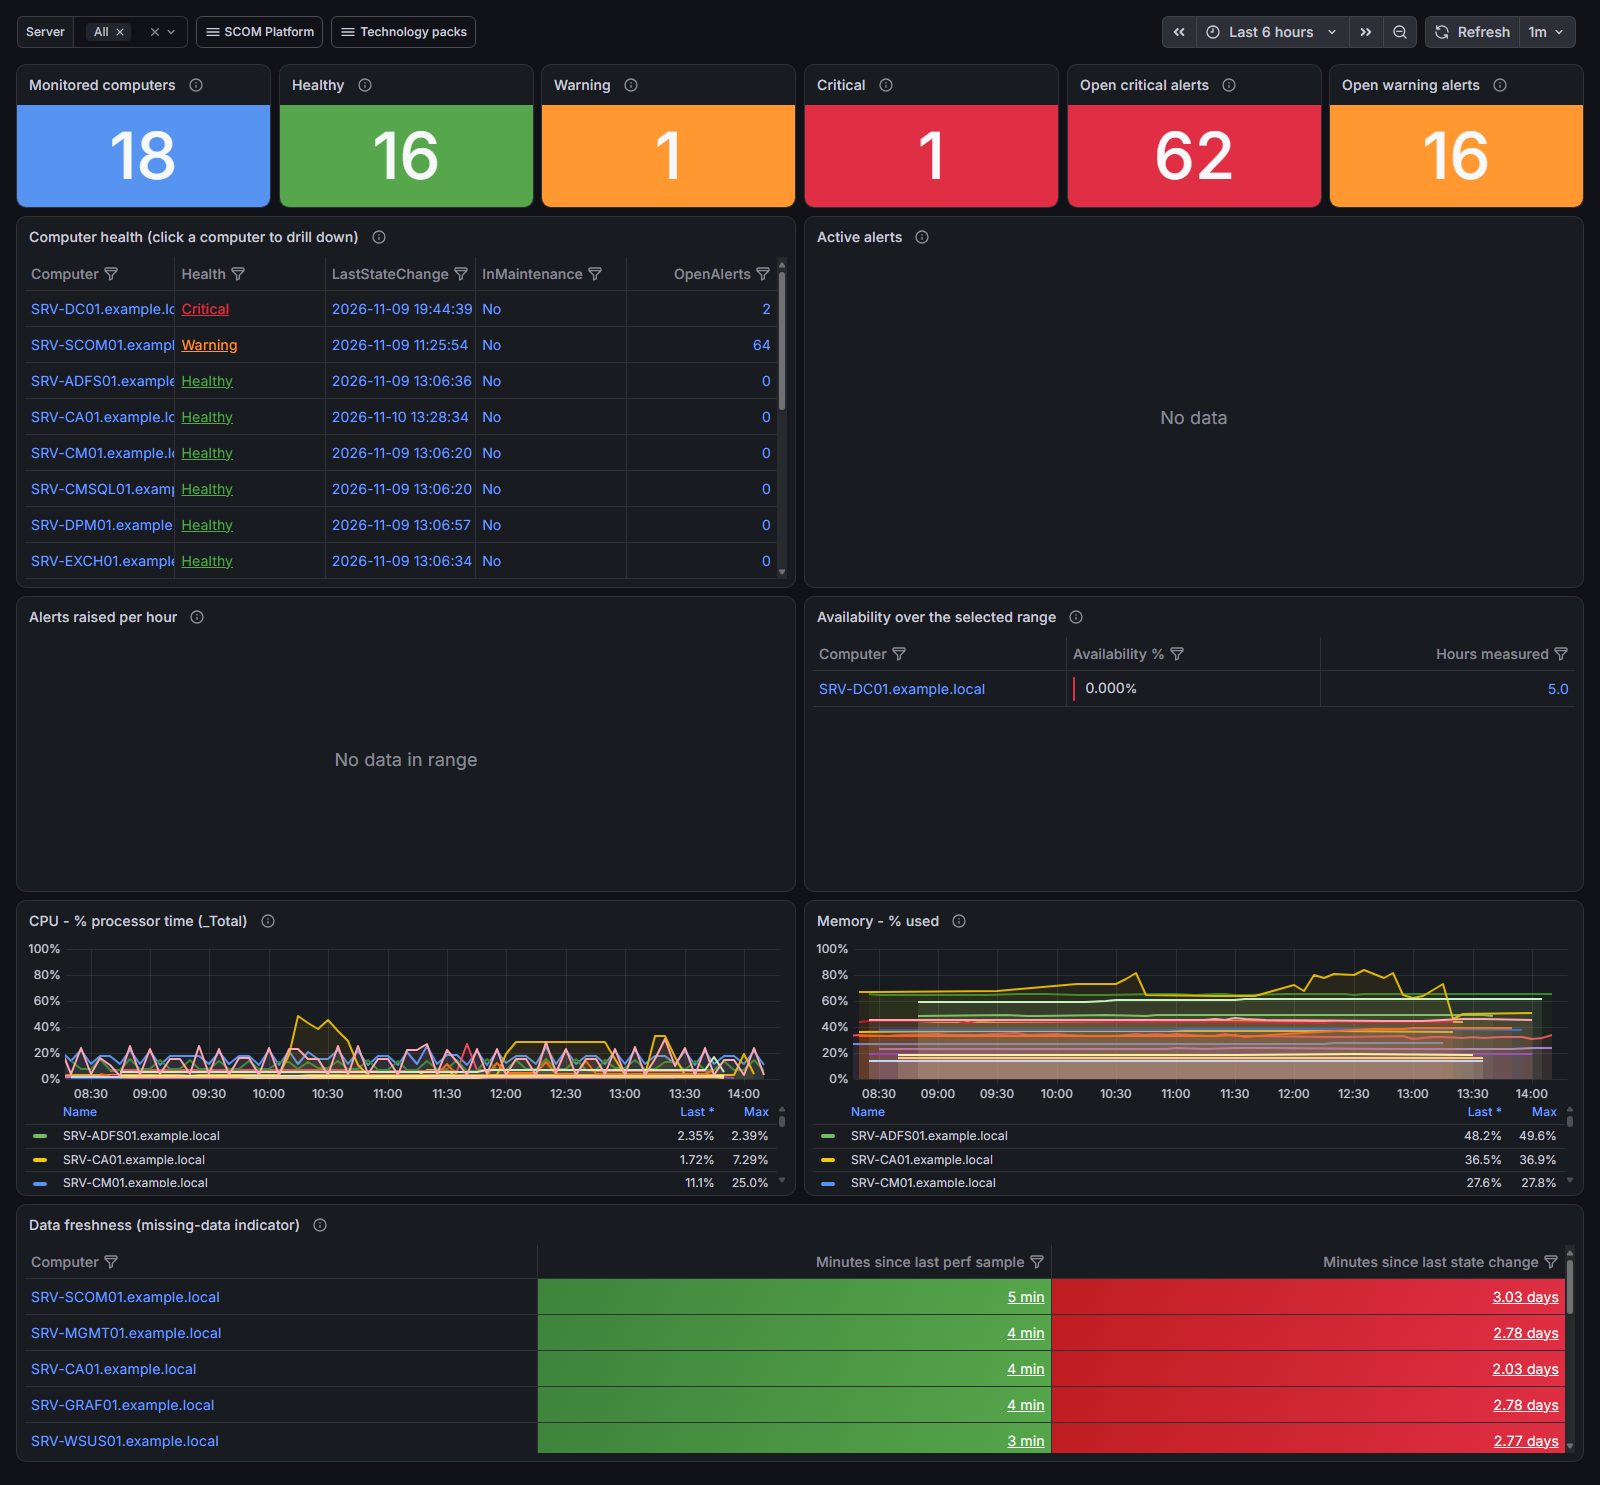 Server All SCOM Platform Technology packs Last 6 hours Refresh 1m
Monitored computers Healthy Warning Critical Open critical alerts Open warning alerts
18 16 1 1 62 16
Computer health (click a computer to drill down)
Computer Health LastStateChange InMaintenance OpenAlerts
SRV-DC01.example.lo Critical 2026-11-09 19:44:39 No 2
SRV-SCOM01.exampl Warning 2026-11-09 11:25:54 No 64
SRV-ADFS01.example Healthy 2026-11-09 13:06:36 No 0
SRV-CA01.example.lo Healthy 2026-11-10 13:28:34 No 0
SRV-CM01.example.lo Healthy 2026-11-09 13:06:20 No 0
SRV-CMSQL01.examp Healthy 2026-11-09 13:06:20 No 0
SRV-DPM01.example. Healthy 2026-11-09 13:06:57 No 0
SRV-EXCH01.example Healthy 2026-11-09 13:06:34 No 0
Active alerts
No data
Alerts raised per hour
No data in range
Availability over the selected range
Computer Availability % Hours measured
SRV-DC01.example.local 0.000% 5.0
CPU - % processor time (_Total)
100%
80%
60%
40%
20%
0%
08:30 09:00 09:30 10:00 10:30 11:00 11:30 12:00 12:30 13:00 13:30 14:00
Name Last * Max
SRV-ADFS01.example.local 2.35% 2.39%
SRV-CA01.example.local 1.72% 7.29%
SRV-CM01.example.local 11.1% 25.0%
Memory - % used
100%
80%
60%
40%
20%
0%
08:30 09:00 09:30 10:00 10:30 11:00 11:30 12:00 12:30 13:00 13:30 14:00
Name Last * Max
SRV-ADFS01.example.local 48.2% 49.6%
SRV-CA01.example.local 36.5% 36.9%
SRV-CM01.example.local 27.6% 27.8%
Data freshness (missing-data indicator)
Computer Minutes since last perf sample Minutes since last state change
SRV-SCOM01.example.local 5 min 3.03 days
SRV-MGMT01.example.local 4 min 2.78 days
SRV-CA01.example.local 4 min 2.03 days
SRV-GRAF01.example.local 4 min 2.78 days
SRV-WSUS01.example.local 3 min 2.77 days